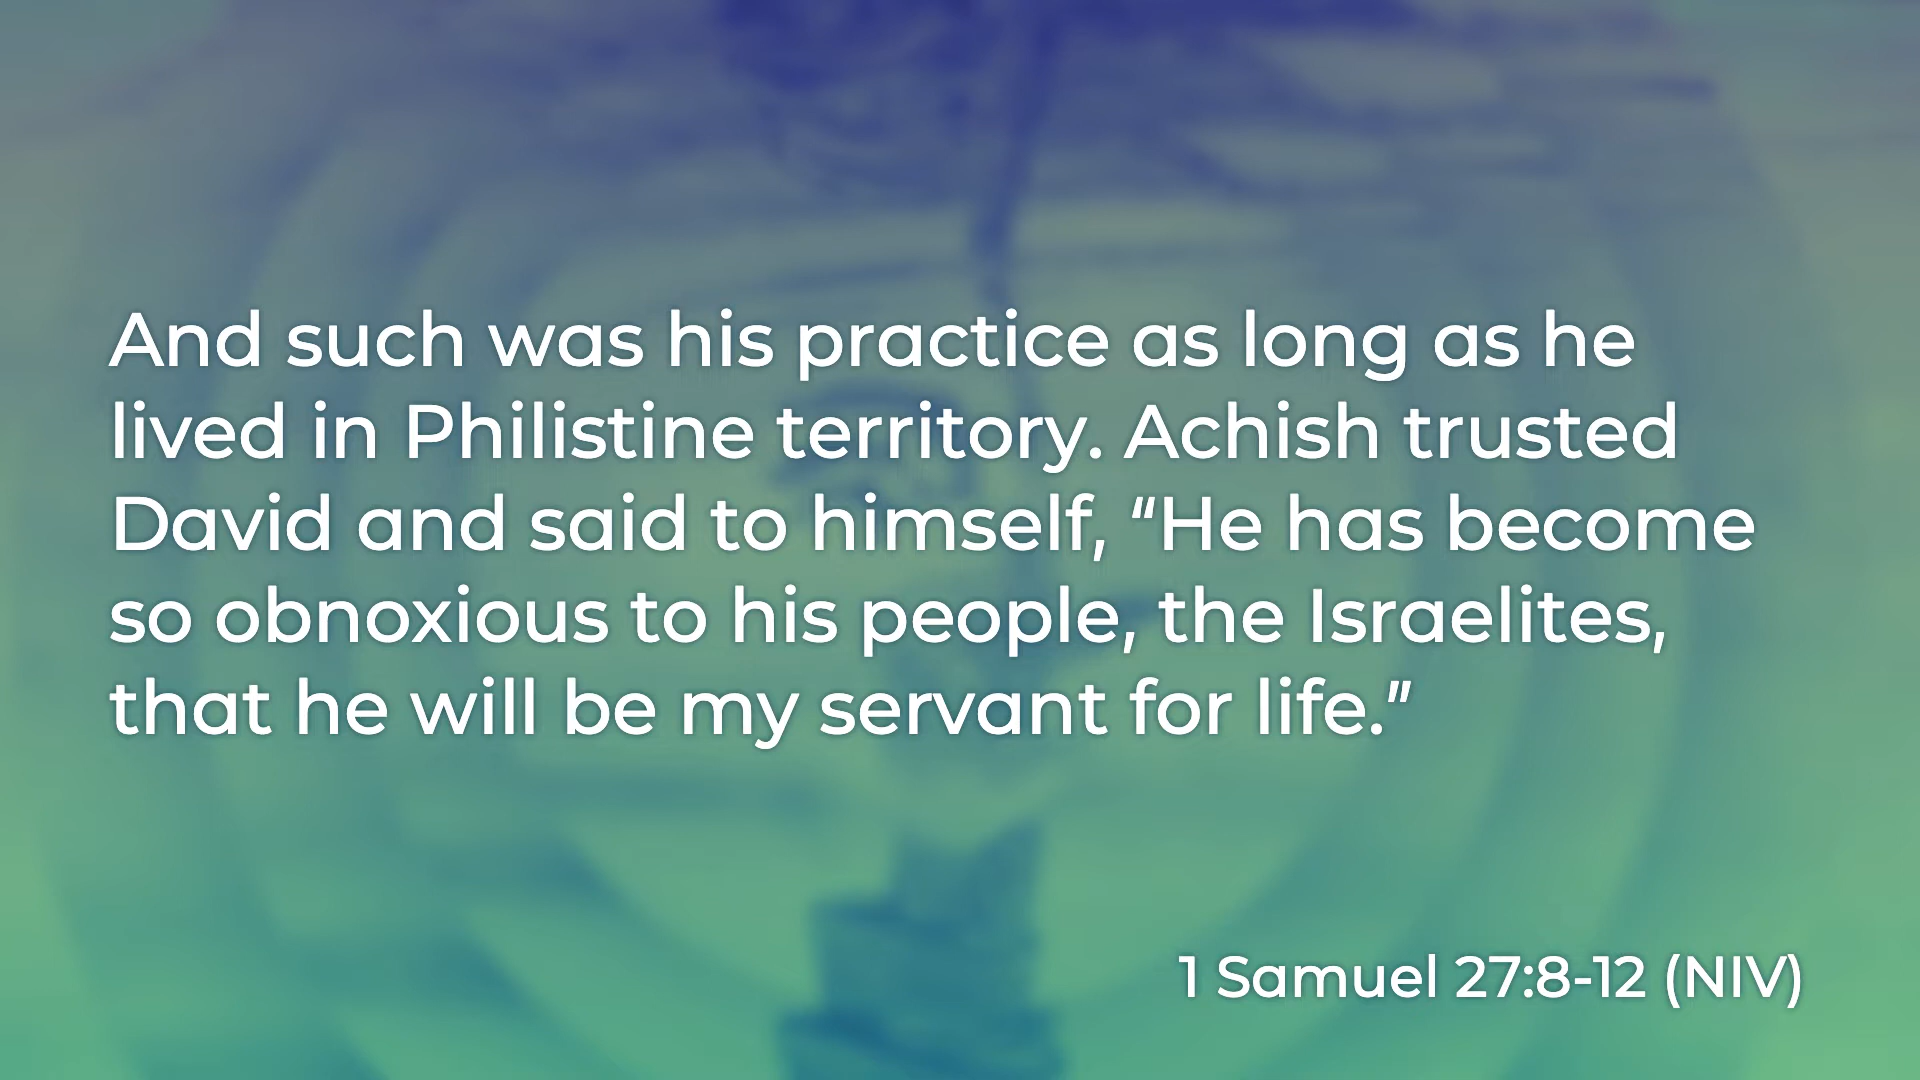 And such was his practice as long as he
lived in Philistine territory. Achish trusted
David and said to himself, “He has become
so obnoxious to his people, the Israelites,
that he will be my servant for life.”
1 Samuel 27:8-12 (NIV)